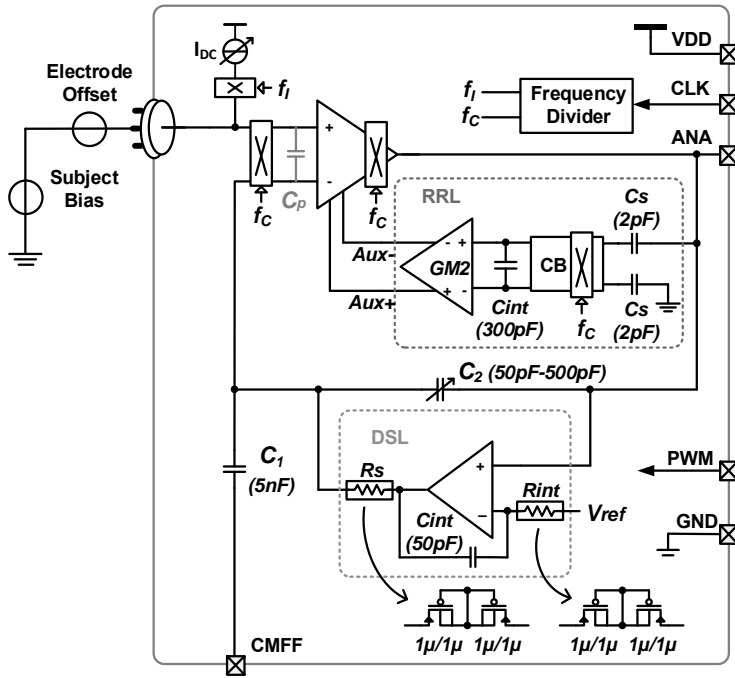 VDD
I_DC
f_I
Electrode
Offset
f_I
f_C
Frequency
Divider
CLK
ANA
+
-
C_p
f_C
f_C
Subject
Bias
RRL
Cs
(2pF)
Aux-
Aux+
- +
+ -
GM2
CB
Cint
(300pF)
f_C
Cs
(2pF)
C_2 (50pF-500pF)
C_1
(5nF)
DSL
Rs
+
–
Cint
(50pF)
Rint
Vref
PWM
GND
1µ/1µ 1µ/1µ
1µ/1µ 1µ/1µ
CMFF